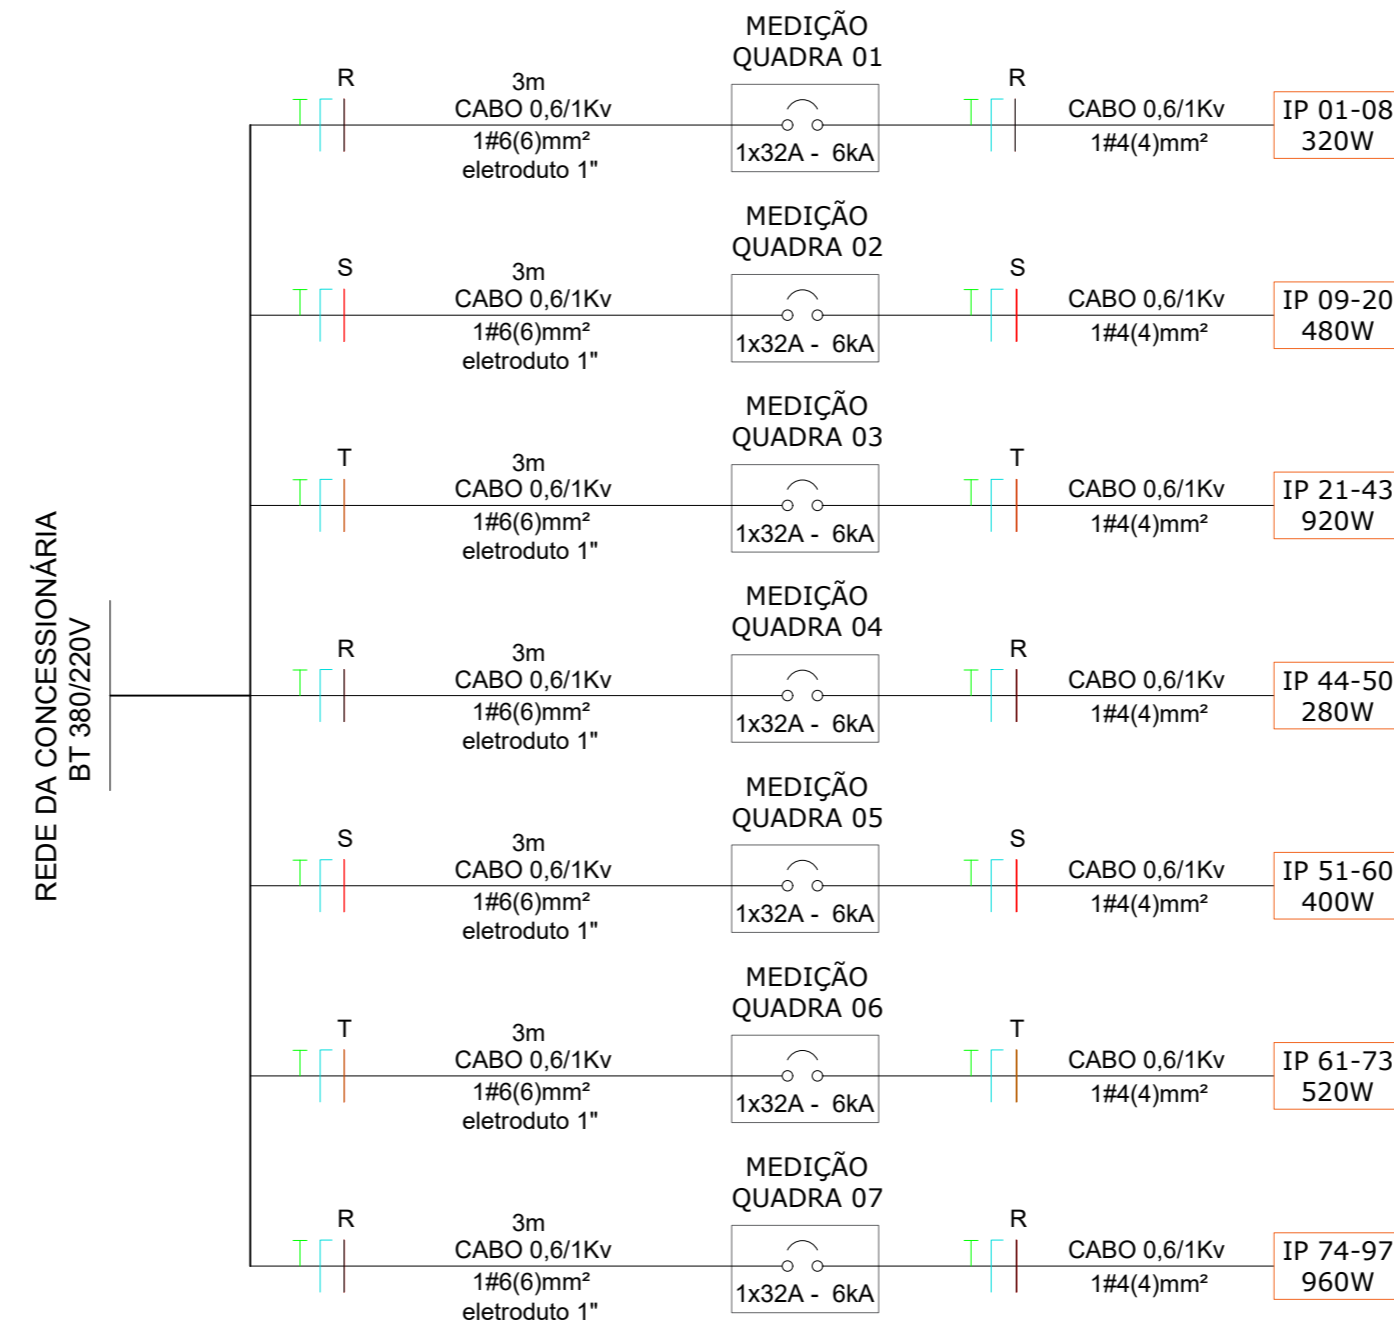 REDE DA CONCESSIONÁRIA
BT 380/220V
MEDIÇÃO
QUADRA 01
R
3m
CABO 0,6/1Kv
1#6(6)mm²
eletroduto 1"
1x32A - 6kA
R
CABO 0,6/1Kv
1#4(4)mm²
IP 01-08
320W
MEDIÇÃO
QUADRA 02
S
3m
CABO 0,6/1Kv
1#6(6)mm²
eletroduto 1"
1x32A - 6kA
S
CABO 0,6/1Kv
1#4(4)mm²
IP 09-20
480W
MEDIÇÃO
QUADRA 03
T
3m
CABO 0,6/1Kv
1#6(6)mm²
eletroduto 1"
1x32A - 6kA
T
CABO 0,6/1Kv
1#4(4)mm²
IP 21-43
920W
MEDIÇÃO
QUADRA 04
R
3m
CABO 0,6/1Kv
1#6(6)mm²
eletroduto 1"
1x32A - 6kA
R
CABO 0,6/1Kv
1#4(4)mm²
IP 44-50
280W
MEDIÇÃO
QUADRA 05
S
3m
CABO 0,6/1Kv
1#6(6)mm²
eletroduto 1"
1x32A - 6kA
S
CABO 0,6/1Kv
1#4(4)mm²
IP 51-60
400W
MEDIÇÃO
QUADRA 06
T
3m
CABO 0,6/1Kv
1#6(6)mm²
eletroduto 1"
1x32A - 6kA
T
CABO 0,6/1Kv
1#4(4)mm²
IP 61-73
520W
MEDIÇÃO
QUADRA 07
R
3m
CABO 0,6/1Kv
1#6(6)mm²
eletroduto 1"
1x32A - 6kA
R
CABO 0,6/1Kv
1#4(4)mm²
IP 74-97
960W